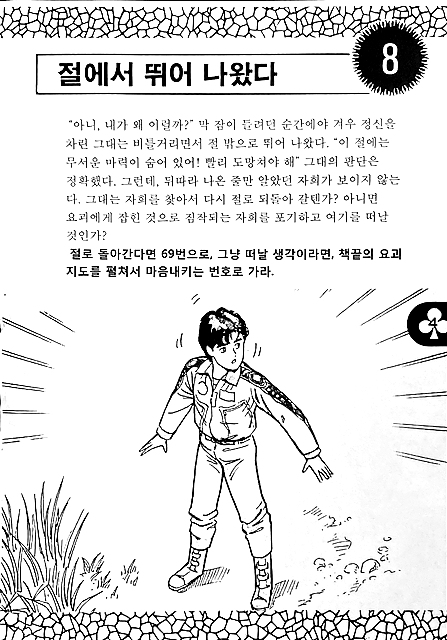 8
절에서 뛰어 나왔다
“아니, 내가 왜 이럴까?” 막 잠이 들려던 순간에야 겨우 정신을
차린 그대는 비틀거리면서 절 밖으로 뛰어 나왔다. “이 절에는
무서운 마력이 숨어 있어! 빨리 도망쳐야 해” 그대의 판단은
정확했다. 그런데, 뒤따라 나온 줄만 알았던 자희가 보이지 않는
다. 그대는 자희를 찾아서 다시 절로 되돌아 갈텐가? 아니면
요괴에게 잡힌 것으로 짐작되는 자희를 포기하고 여기를 떠날
것인가?
절로 돌아간다면 69번으로, 그냥 떠날 생각이라면, 책끝의 요괴
지도를 펼쳐서 마음내키는 번호로 가라.
4